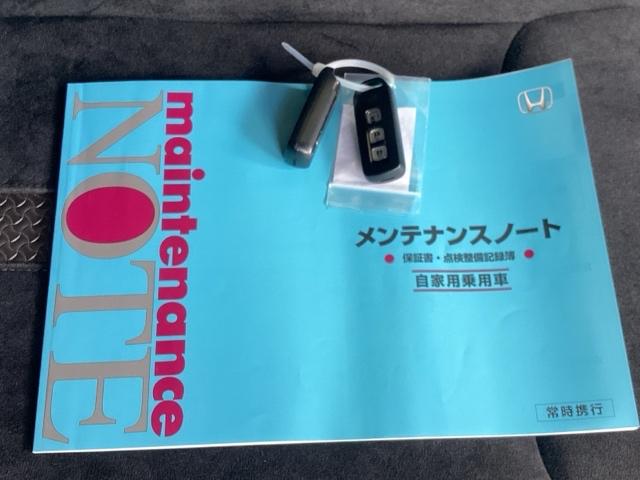 maintenance
NOTE
メンテナンスノート
● 保証書・点検整備記録簿 ●
自家用乗用車
常時携行